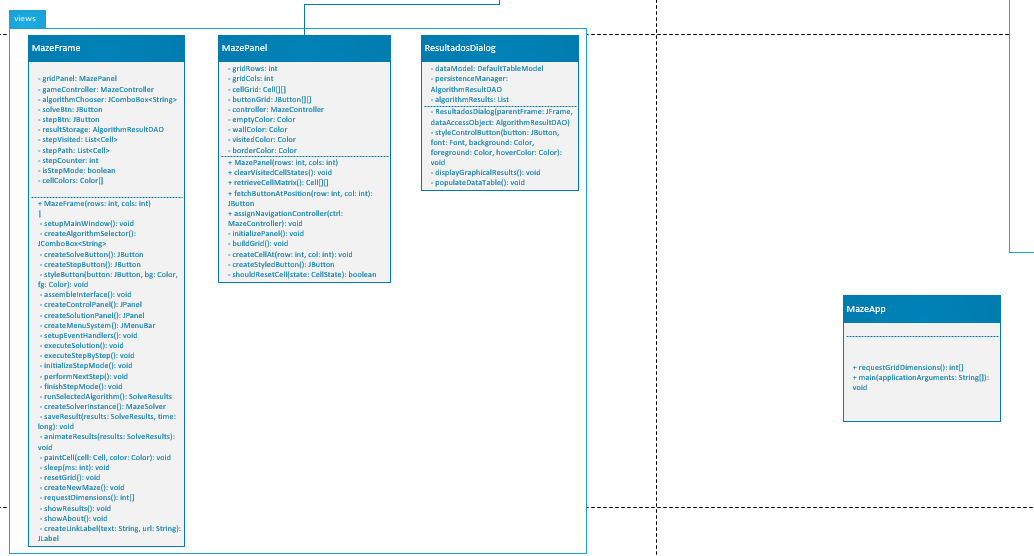 views
MazeFrame
- gridPanel: MazePanel
- gameController: MazeController
- algorithmChooser: JComboBox<String>
- solveBtn: JButton
- stepBtn: JButton
- resultStorage: AlgorithmResultDAO
- stepVisited: List<Cell>
- stepPath: List<Cell>
- stepCounter: int
- isStepMode: boolean
- cellColors: Color[]
+ MazeFrame(rows: int, cols: int)
|
- setupMainWindow(): void
- createAlgorithmSelector():
JComboBox<String>
- createSolveButton(): JButton
- createStepButton(): JButton
- styleButton(button: JButton, bg: Color,
fg: Color): void
- assembleInterface(): void
- createControlPanel(): JPanel
- createSolutionPanel(): JPanel
- createMenuSystem(): JMenuBar
- setupEventHandlers(): void
- executeSolution(): void
- executeStepByStep(): void
- initializeStepMode(): void
- performNextStep(): void
- finishStepMode(): void
- runSelectedAlgorithm(): SolveResults
- createSolverInstance(): MazeSolver
- saveResult(results: SolveResults, time:
long): void
- animateResults(results: SolveResults):
void
- paintCell(cell: Cell, color: Color): void
- sleep(ms: int): void
- resetGrid(): void
- createNewMaze(): void
- requestDimensions(): int[]
- showResults(): void
- showAbout(): void
- createLinkLabel(text: String, url: String):
JLabel
MazePanel
- gridRows: int
- gridCols: int
- cellGrid: Cell[][]
- buttonGrid: JButton[][]
- controller: MazeController
- emptyColor: Color
- wallColor: Color
- visitedColor: Color
- borderColor: Color
+ MazePanel(rows: int, cols: int)
+ clearVisitedCellStates(): void
+ retrieveCellMatrix(): Cell[][]
+ fetchButtonAtPosition(row: int, col: int):
JButton
+ assignNavigationController(ctrl:
MazeController): void
- initializePanel(): void
- buildGrid(): void
- createCellAt(row: int, col: int): void
- createStyledButton(): JButton
- shouldResetCell(state: CellState): boolean
ResultadosDialog
- dataModel: DefaultTableModel
- persistenceManager:
AlgorithmResultDAO
- algorithmResults: List
- ResultadosDialog(parentFrame: JFrame,
dataAccessObject: AlgorithmResultDAO)
- styleControlButton(button: JButton,
font: Font, background: Color,
foreground: Color, hoverColor: Color):
void
- displayGraphicalResults(): void
- populateDataTable(): void
MazeApp
+ requestGridDimensions(): int[]
+ main(applicationArguments: String[]):
void